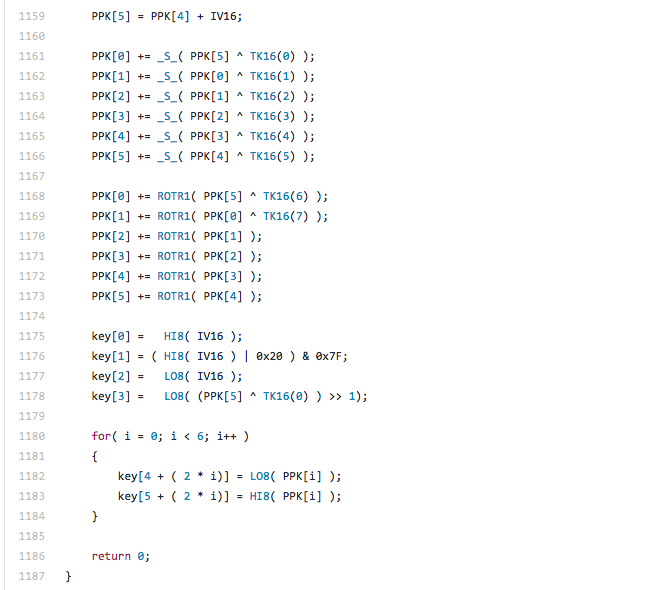 1159 PPK[5] = PPK[4] + IV16;
1160
1161 PPK[0] += _S_( PPK[5] ^ TK16(0) );
1162 PPK[1] += _S_( PPK[0] ^ TK16(1) );
1163 PPK[2] += _S_( PPK[1] ^ TK16(2) );
1164 PPK[3] += _S_( PPK[2] ^ TK16(3) );
1165 PPK[4] += _S_( PPK[3] ^ TK16(4) );
1166 PPK[5] += _S_( PPK[4] ^ TK16(5) );
1167
1168 PPK[0] += ROTR1( PPK[5] ^ TK16(6) );
1169 PPK[1] += ROTR1( PPK[0] ^ TK16(7) );
1170 PPK[2] += ROTR1( PPK[1] );
1171 PPK[3] += ROTR1( PPK[2] );
1172 PPK[4] += ROTR1( PPK[3] );
1173 PPK[5] += ROTR1( PPK[4] );
1174
1175 key[0] =   HI8( IV16 );
1176 key[1] = ( HI8( IV16 ) | 0x20 ) & 0x7F;
1177 key[2] =   LO8( IV16 );
1178 key[3] =   LO8( (PPK[5] ^ TK16(0) ) >> 1);
1179
1180 for( i = 0; i < 6; i++ )
1181 {
1182     key[4 + ( 2 * i)] = LO8( PPK[i] );
1183     key[5 + ( 2 * i)] = HI8( PPK[i] );
1184 }
1185
1186 return 0;
1187 }